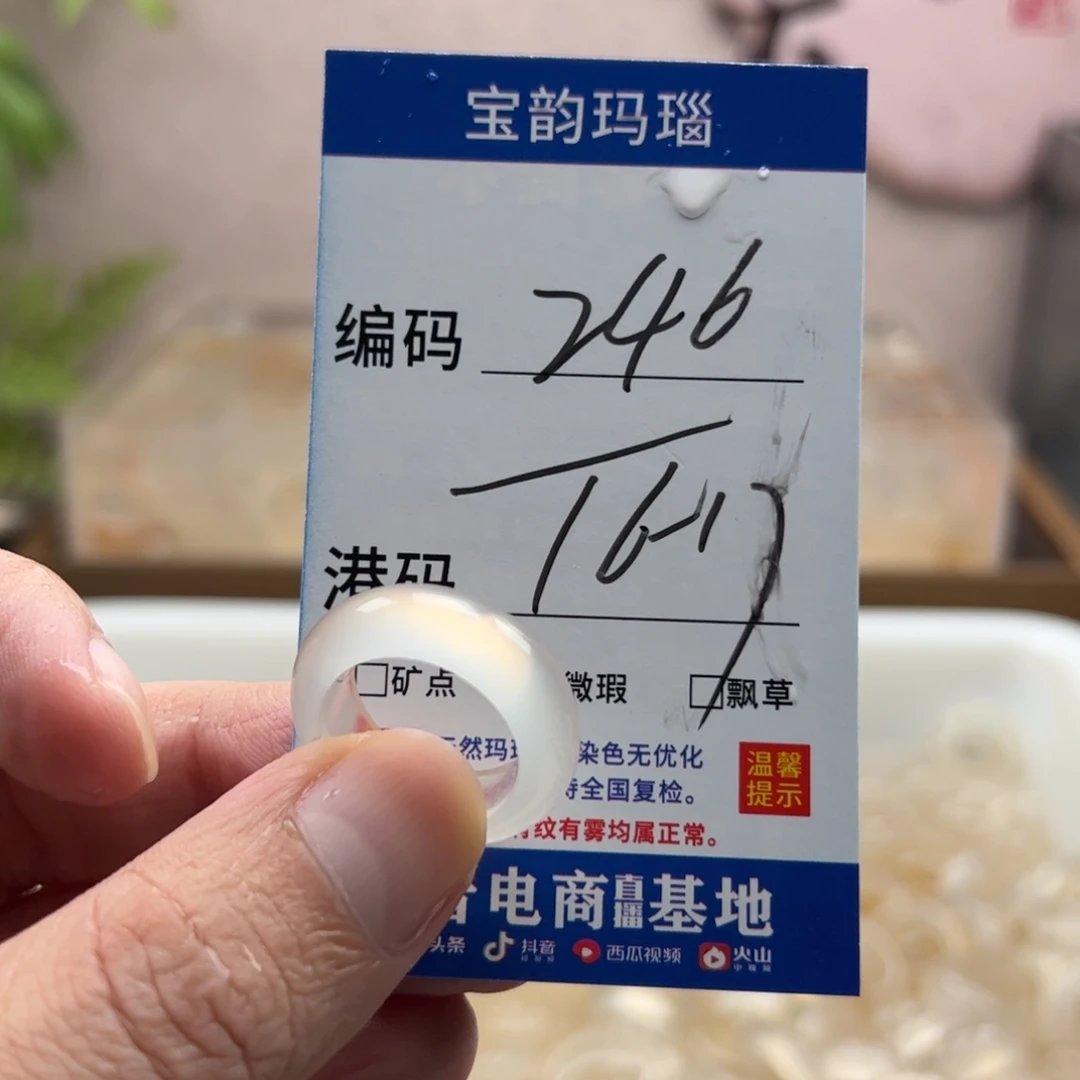 宝韵玛瑙
编码 246
港码 16-17
矿点 微瑕 飘草
然玛 染色无优化
持全国复检。
纹有雾均属正常。
温馨
提示
电商直播基地
头条 抖音 西瓜视频 火山